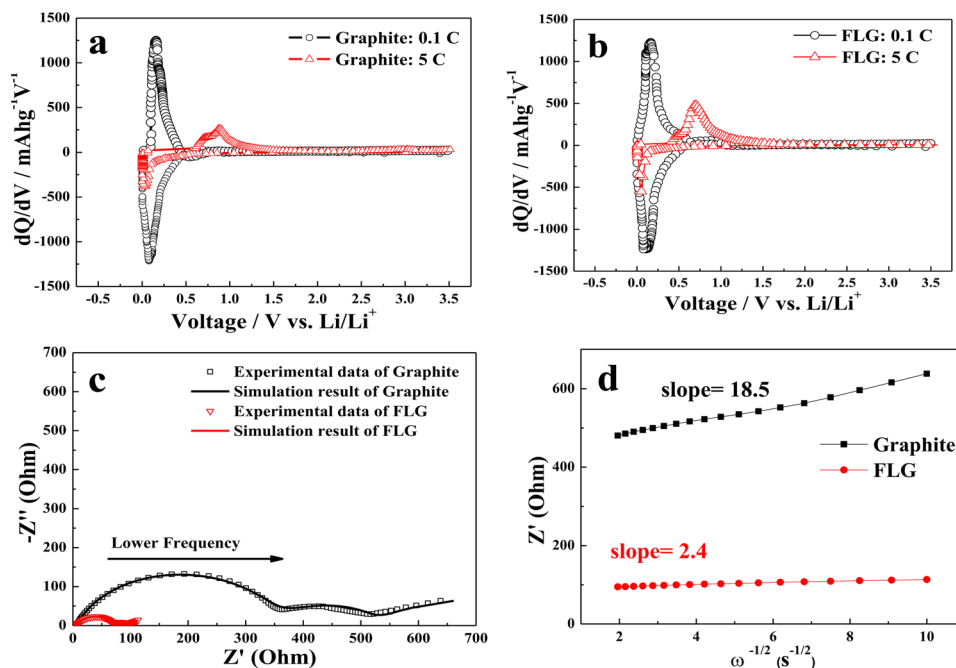 a
Graphite: 0.1 C
Graphite: 5 C
dQ/dV / mAhg⁻¹V⁻¹
1500
1000
500
0
-500
-1000
-1500
-0.5 0.0 0.5 1.0 1.5 2.0 2.5 3.0 3.5
Voltage / V vs. Li/Li⁺
b
FLG: 0.1 C
FLG: 5 C
dQ/dV / mAhg⁻¹V⁻¹
1500
1000
500
0
-500
-1000
-1500
-0.5 0.0 0.5 1.0 1.5 2.0 2.5 3.0 3.5
Voltage / V vs. Li/Li⁺
c
Experimental data of Graphite
Simulation result of Graphite
Experimental data of FLG
Simulation result of FLG
Lower Frequency
-Z'' (Ohm)
700
600
500
400
300
200
100
0
0 100 200 300 400 500 600 700
Z' (Ohm)
d
slope= 18.5
Graphite
FLG
slope= 2.4
Z' (Ohm)
600
400
200
0
2 4 6 8 10
ω ⁻¹/² (s⁻¹/²)